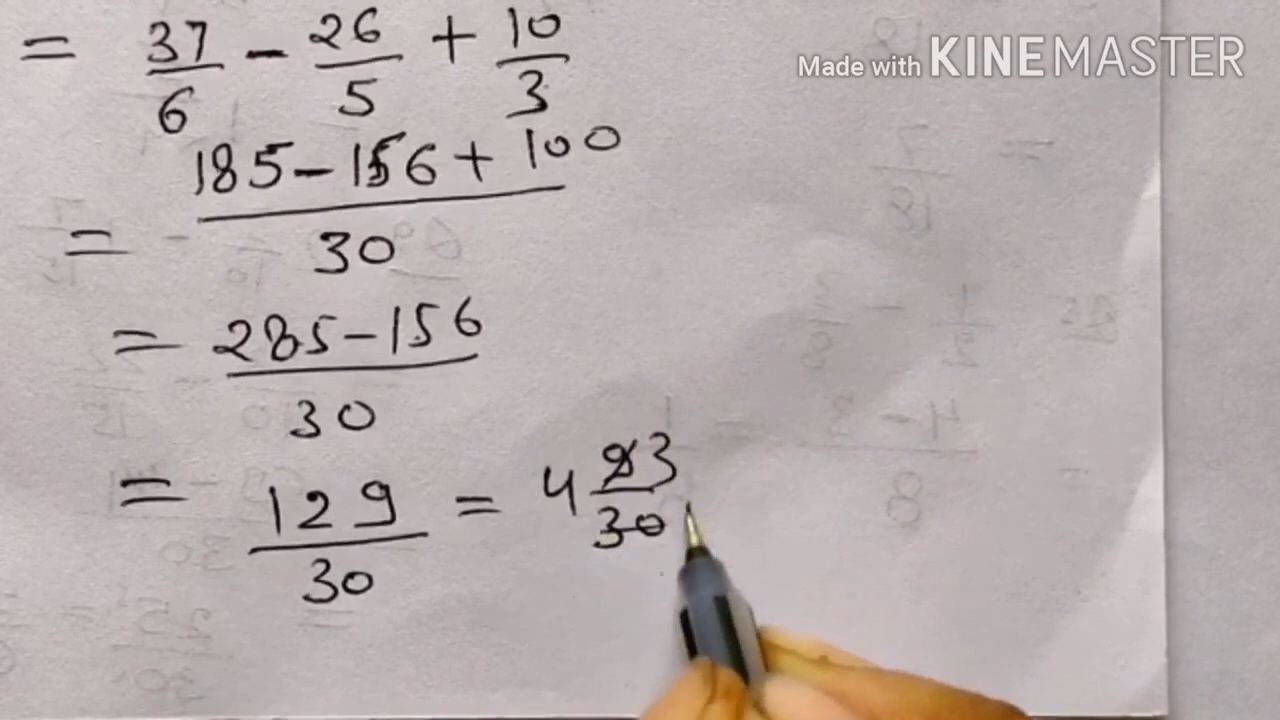 Made with KINEMASTER
= 37/6 - 26/5 + 10/3
= 185-156+100/30
= 285-156/30
= 129/30 = 4 9 3/30